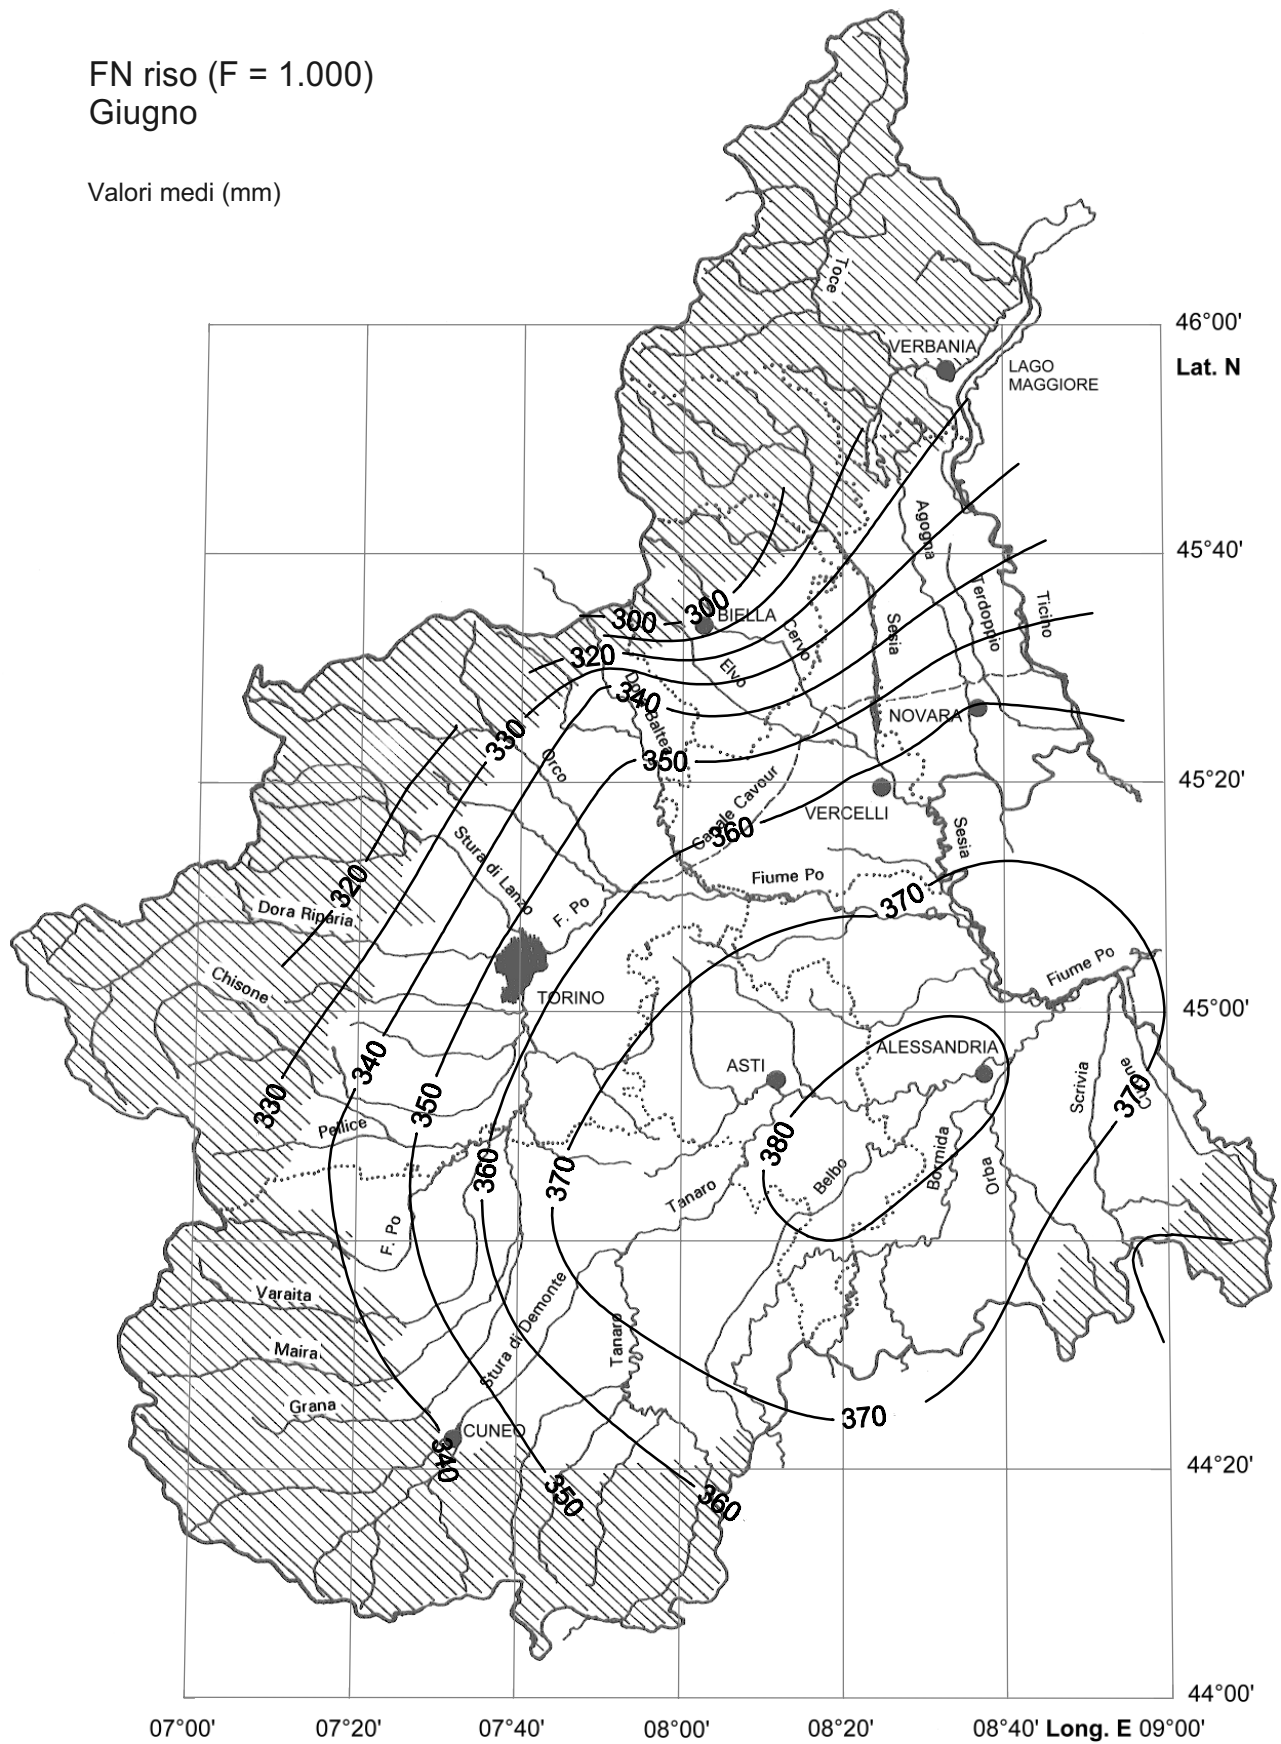 FN riso (F = 1.000)
Giugno
Valori medi (mm)
Toce
46°00'
VERBANIA
Lat. N
LAGO
MAGGIORE
Agogna
45°40'
Terdoppio
Ticino
300
300
BIELLA
Cervo
Sesia
320
Elvo
Dora Baltea
340
NOVARA
330
Orco
350
45°20'
Canale Cavour
360
VERCELLI
Sesia
Stura di Lanzo
320
Fiume Po
370
Dora Riparia
F. Po
Chisone
Fiume Po
TORINO
45°00'
ALESSANDRIA
340
ASTI
Scrivia
Curone
330
350
370
Pellice
380
360
370
Belbo
Bormida
Orba
Tanaro
F. Po
Varaita
Stura di Demonte
Tanaro
Maira
Grana
370
CUNEO
340
44°20'
350
360
44°00'
07°00'
07°20'
07°40'
08°00'
08°20'
08°40'
Long. E
09°00'